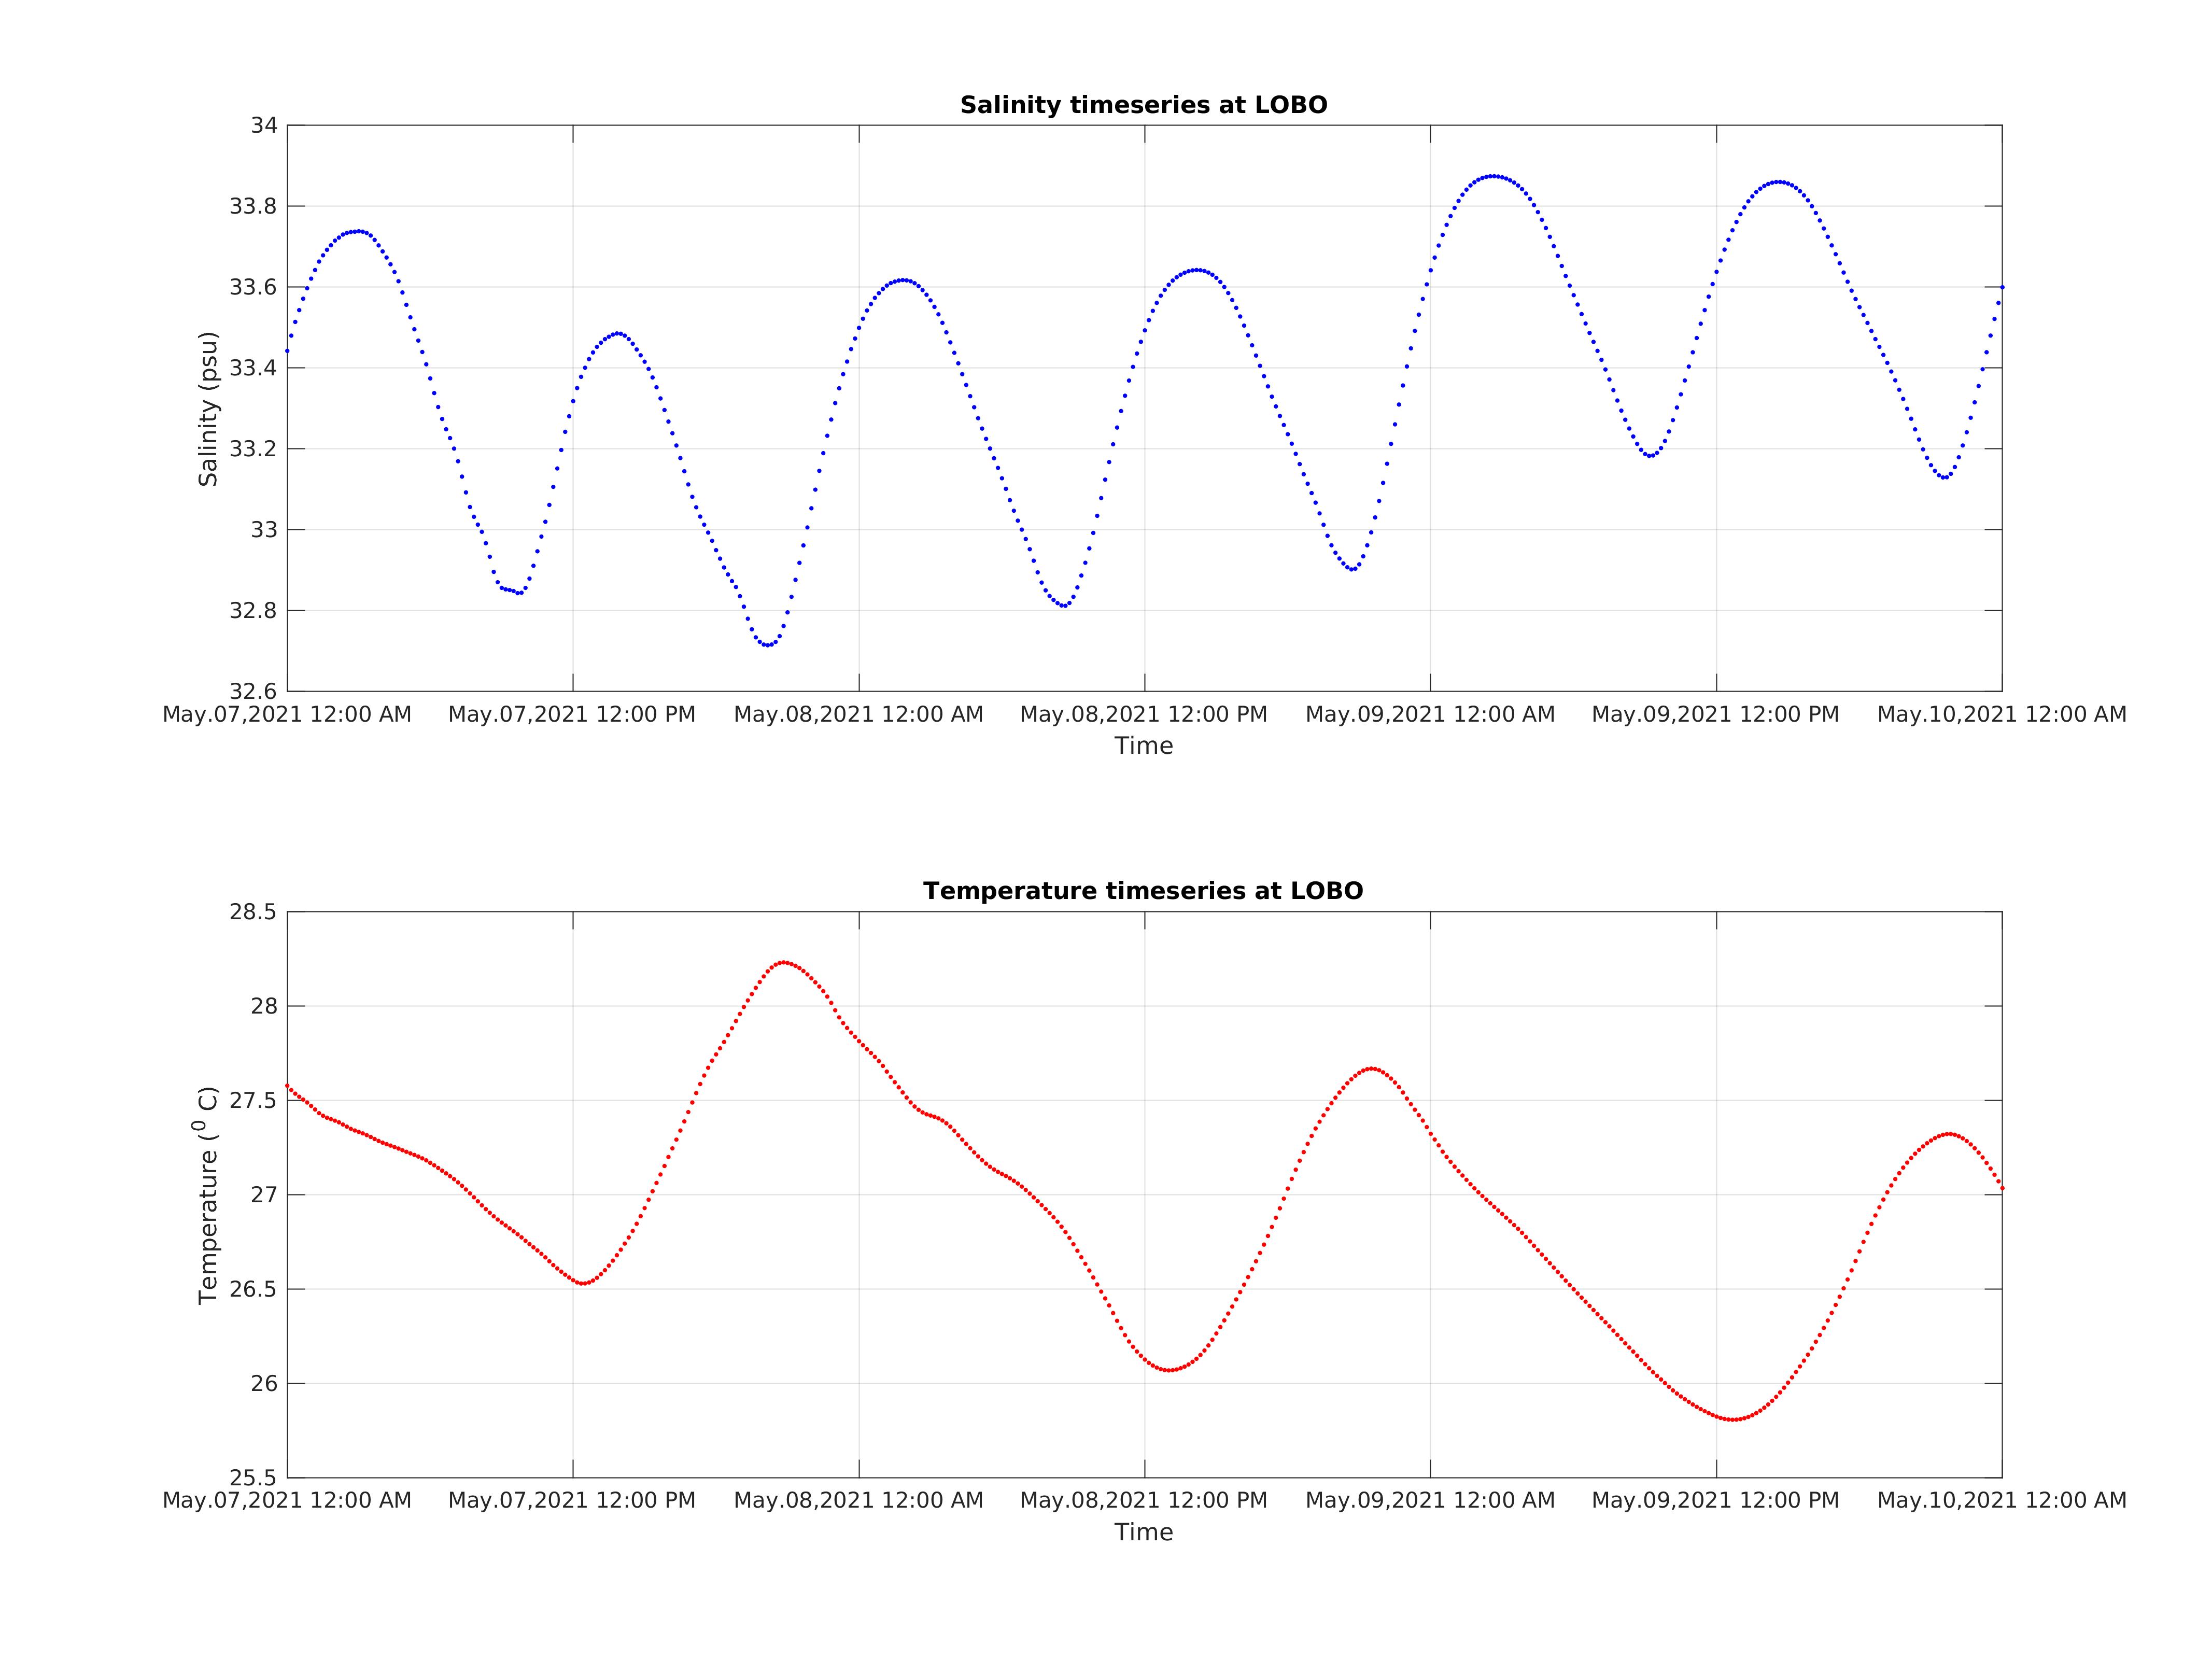 Salinity timeseries at LOBO
34
33.8
33.6
33.4
33.2
33
32.8
32.6
Salinity (psu)
May.07,2021 12:00 AM May.07,2021 12:00 PM May.08,2021 12:00 AM May.08,2021 12:00 PM May.09,2021 12:00 AM May.09,2021 12:00 PM May.10,2021 12:00 AM
Time
Temperature timeseries at LOBO
28.5
28
27.5
27
26.5
26
25.5
Temperature (⁰ C)
May.07,2021 12:00 AM May.07,2021 12:00 PM May.08,2021 12:00 AM May.08,2021 12:00 PM May.09,2021 12:00 AM May.09,2021 12:00 PM May.10,2021 12:00 AM
Time